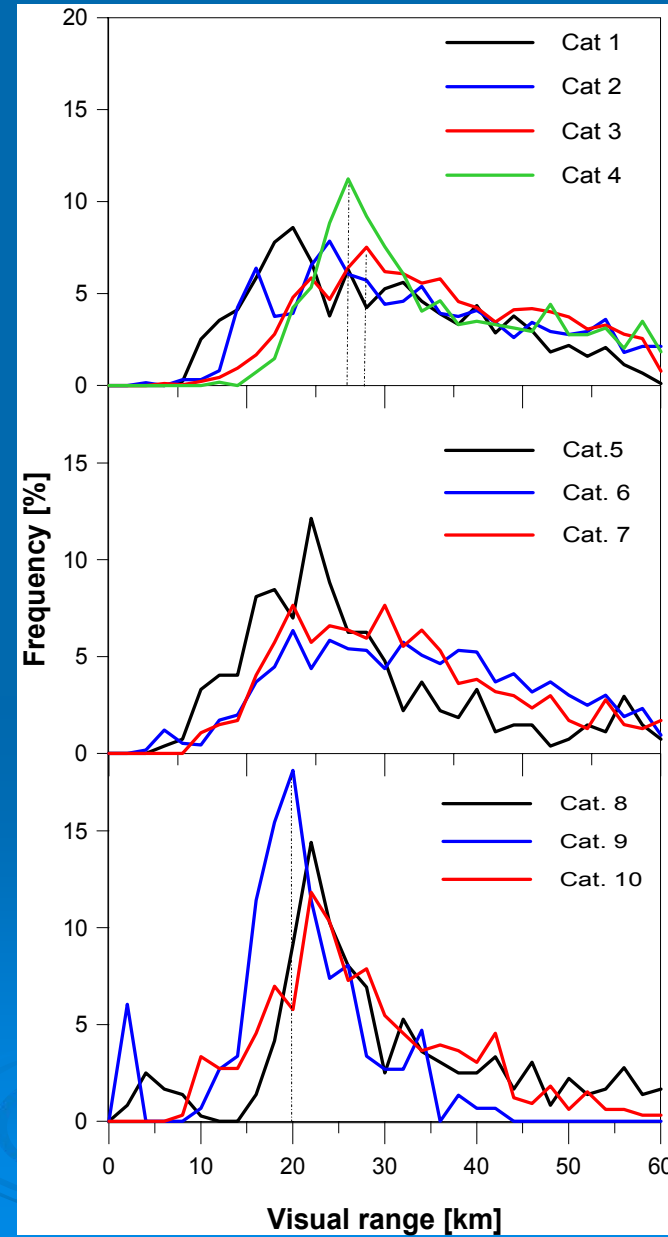 20
15
10
5
0
Cat 1
Cat 2
Cat 3
Cat 4
15
10
5
0
Cat.5
Cat. 6
Cat. 7
15
10
5
0
Cat. 8
Cat. 9
Cat. 10
Frequency [%]
0 10 20 30 40 50 60
Visual range [km]